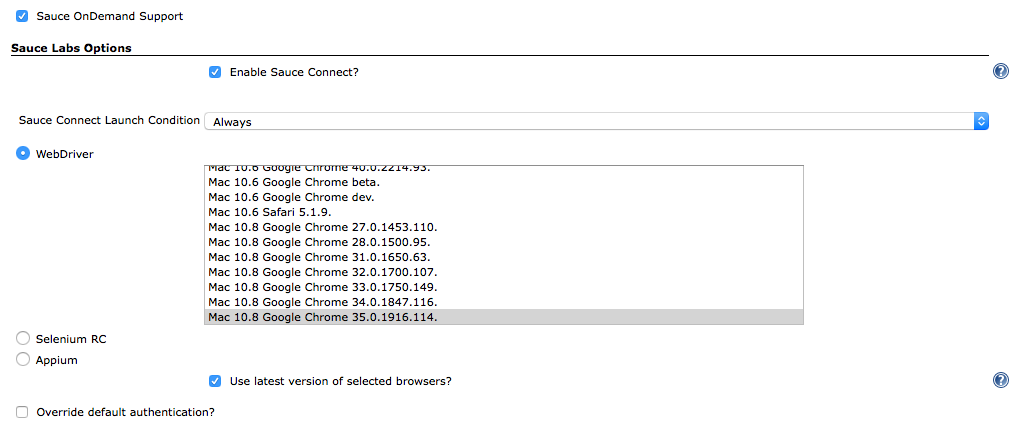 Sauce OnDemand Support
Sauce Labs Options
Enable Sauce Connect?
?
Sauce Connect Launch Condition Always
WebDriver
Mac 10.6 Google Chrome 40.0.2214.93.
Mac 10.6 Google Chrome beta.
Mac 10.6 Google Chrome dev.
Mac 10.6 Safari 5.1.9.
Mac 10.8 Google Chrome 27.0.1453.110.
Mac 10.8 Google Chrome 28.0.1500.95.
Mac 10.8 Google Chrome 31.0.1650.63.
Mac 10.8 Google Chrome 32.0.1700.107.
Mac 10.8 Google Chrome 33.0.1750.149.
Mac 10.8 Google Chrome 34.0.1847.116.
Mac 10.8 Google Chrome 35.0.1916.114.
Selenium RC
Appium
Use latest version of selected browsers?
?
Override default authentication?